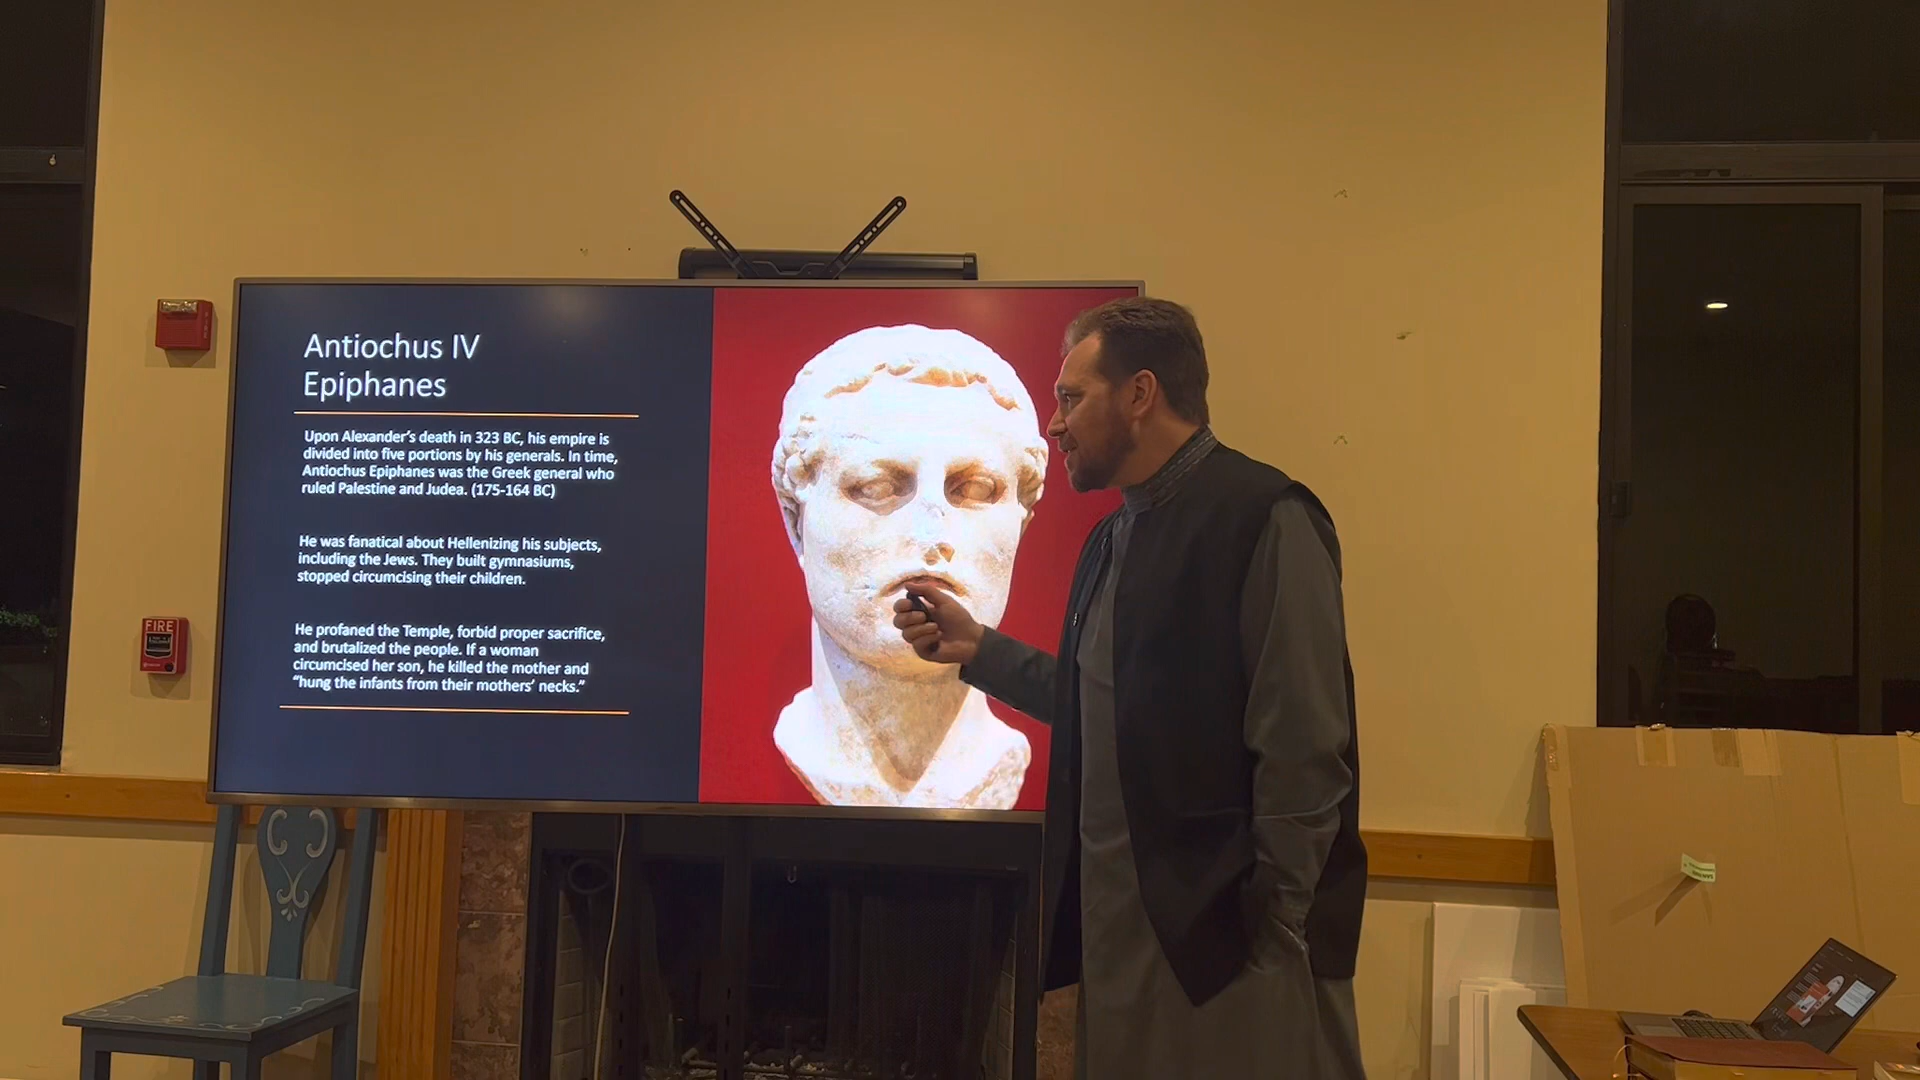 Antiochus IV
Epiphanes
Upon Alexander's death in 323 BC, his empire is
divided into five portions by his generals. In time,
Antiochus Epiphanes was the Greek general who
ruled Palestine and Judea. (175-164 BC)
He was fanatical about Hellenizing his subjects,
including the Jews. They built gymnasiums,
stopped circumcising their children.
He profaned the Temple, forbid proper sacrifice,
and brutalized the people. If a woman
circumcised her son, he killed the mother and
“hung the infants from their mothers’ necks.”
FIRE